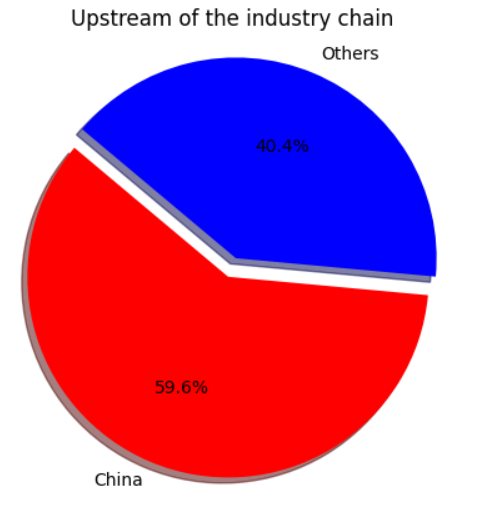 Upstream of the industry chain
Others
40.4%
59.6%
China